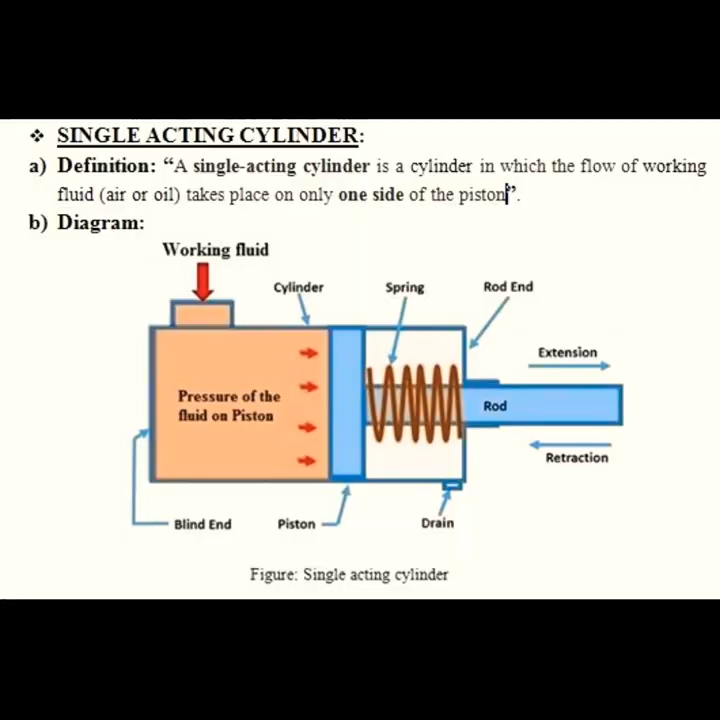 ❖ SINGLE ACTING CYLINDER:
a) Definition: “A single-acting cylinder is a cylinder in which the flow of working
fluid (air or oil) takes place on only one side of the piston”.
b) Diagram:
Working fluid
Cylinder
Spring
Rod End
Extension
Pressure of the
fluid on Piston
Rod
Retraction
Blind End
Piston
Drain
Figure: Single acting cylinder